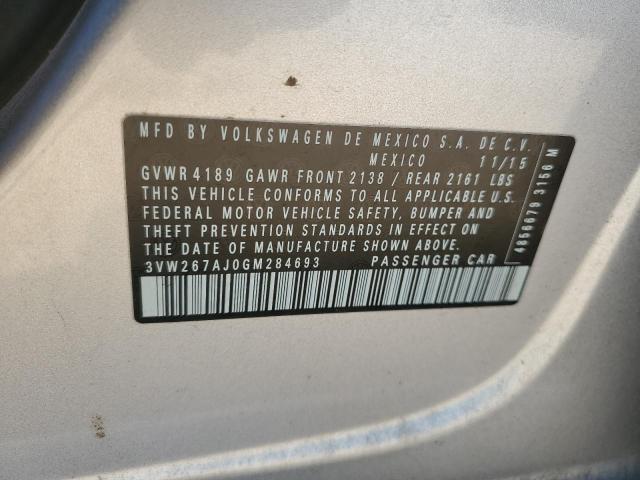 MFD BY VOLKSWAGEN DE MEXICO S.A. DE C.V.
MEXICO 11/15
GVWR 4189 GAWR FRONT 2138 / REAR 2161 LBS
THIS VEHICLE CONFORMS TO ALL APPLICABLE U.S.
FEDERAL MOTOR VEHICLE SAFETY, BUMPER AND
THEFT PREVENTION STANDARDS IN EFFECT ON
THE DATE OF MANUFACTURE SHOWN ABOVE.
3VW267AJ0GM284693 PASSENGER CAR
4856679 3156 M